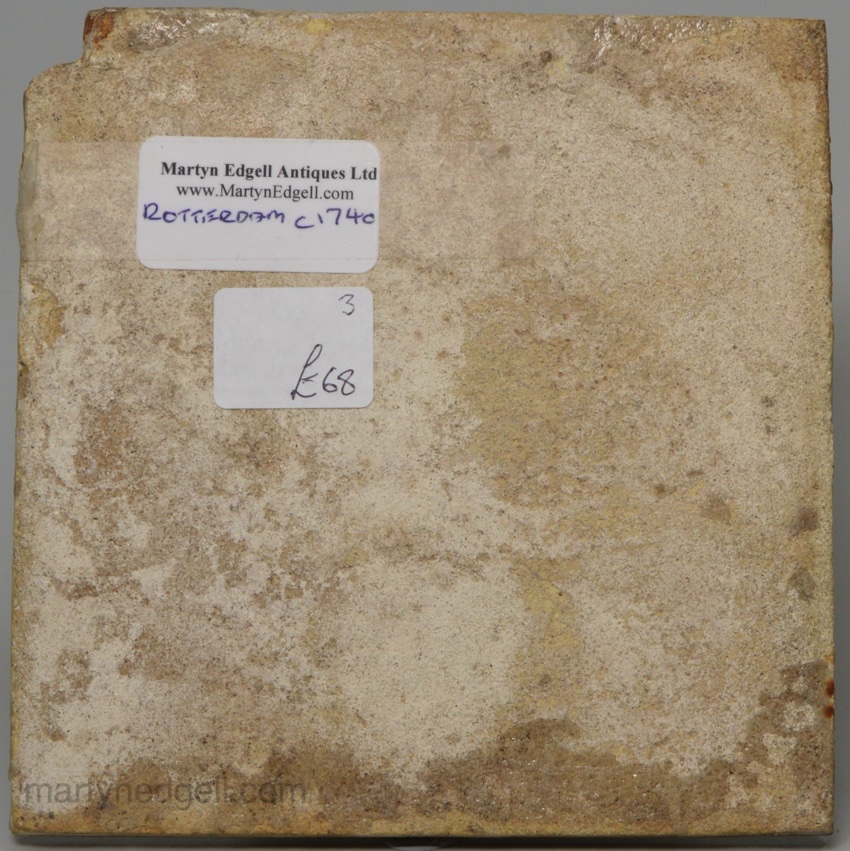 Martyn Edgell Antiques Ltd
www.MartynEdgell.com
ROTTERDAM c1740
3
£68
martynedgell.com